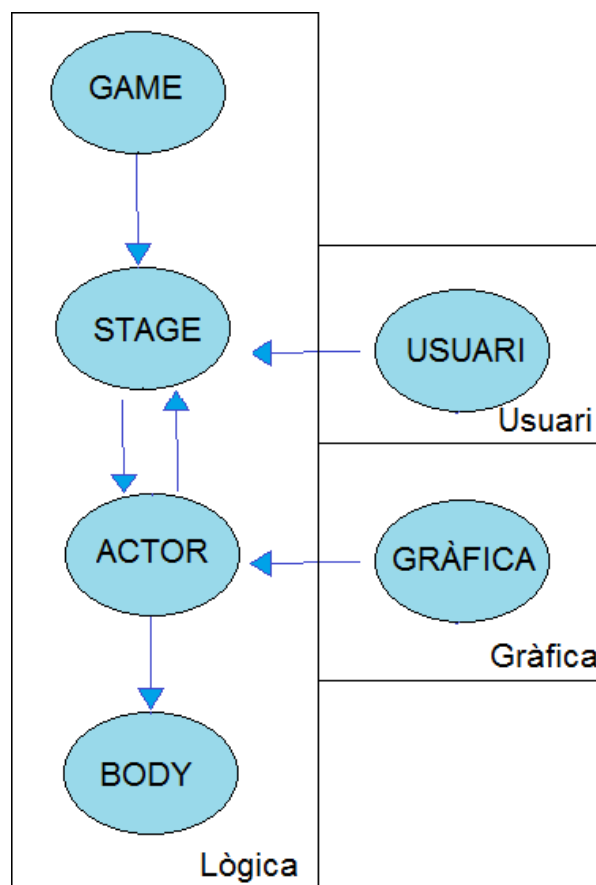 GAME
STAGE
USUARI
Usuari
ACTOR
GRÀFICA
Gràfica
BODY
Lògica